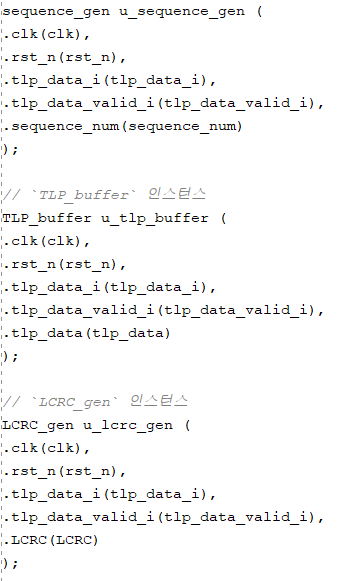 sequence_gen u_sequence_gen (
.clk(clk),
.rst_n(rst_n),
.tlp_data_i(tlp_data_i),
.tlp_data_valid_i(tlp_data_valid_i),
.sequence_num(sequence_num)
);

// `TLP_buffer` 인스턴스
TLP_buffer u_tlp_buffer (
.clk(clk),
.rst_n(rst_n),
.tlp_data_i(tlp_data_i),
.tlp_data_valid_i(tlp_data_valid_i),
.tlp_data(tlp_data)
);

// `LCRC_gen` 인스턴스
LCRC_gen u_lcrc_gen (
.clk(clk),
.rst_n(rst_n),
.tlp_data_i(tlp_data_i),
.tlp_data_valid_i(tlp_data_valid_i),
.LCRC(LCRC)
);